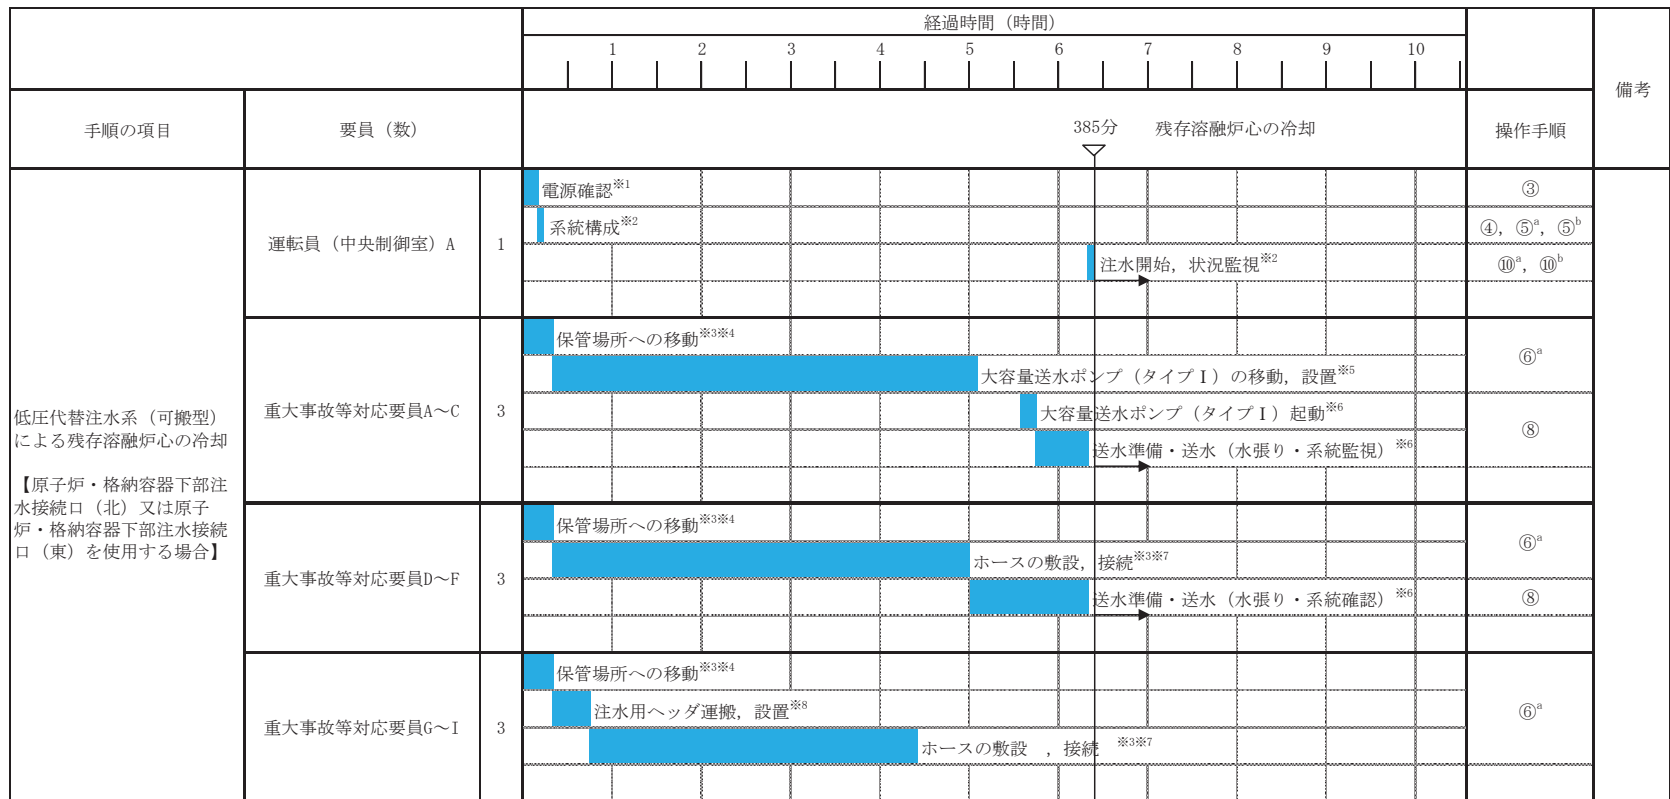 経過時間（時間）
1 2 3 4 5 6 7 8 9 10
備考
手順の項目 要員（数） 385分 残存溶融炉心の冷却 操作手順
低圧代替注水系（可搬型）
による残存溶融炉心の冷却
【原子炉・格納容器下部注
水接続口（北）又は原子
炉・格納容器下部注水接続
口（東）を使用する場合】
運転員（中央制御室）A 1
電源確認※1 ③
系統構成※2 ④，⑤a，⑤b
注水開始，状況監視※2 ⑩a，⑩b
重大事故等対応要員A～C 3
保管場所への移動※3※4 ⑥a
大容量送水ポンプ（タイプⅠ）の移動，設置※5
大容量送水ポンプ（タイプⅠ）起動※6 ⑧
送水準備・送水（水張り・系統監視）※6
重大事故等対応要員D～F 3
保管場所への移動※3※4 ⑥a
ホースの敷設，接続※3※7
送水準備・送水（水張り・系統確認）※6 ⑧
重大事故等対応要員G～I 3
保管場所への移動※3※4 ⑥a
注水用ヘッダ運搬，設置※8
ホースの敷設 ，接続 ※3※7